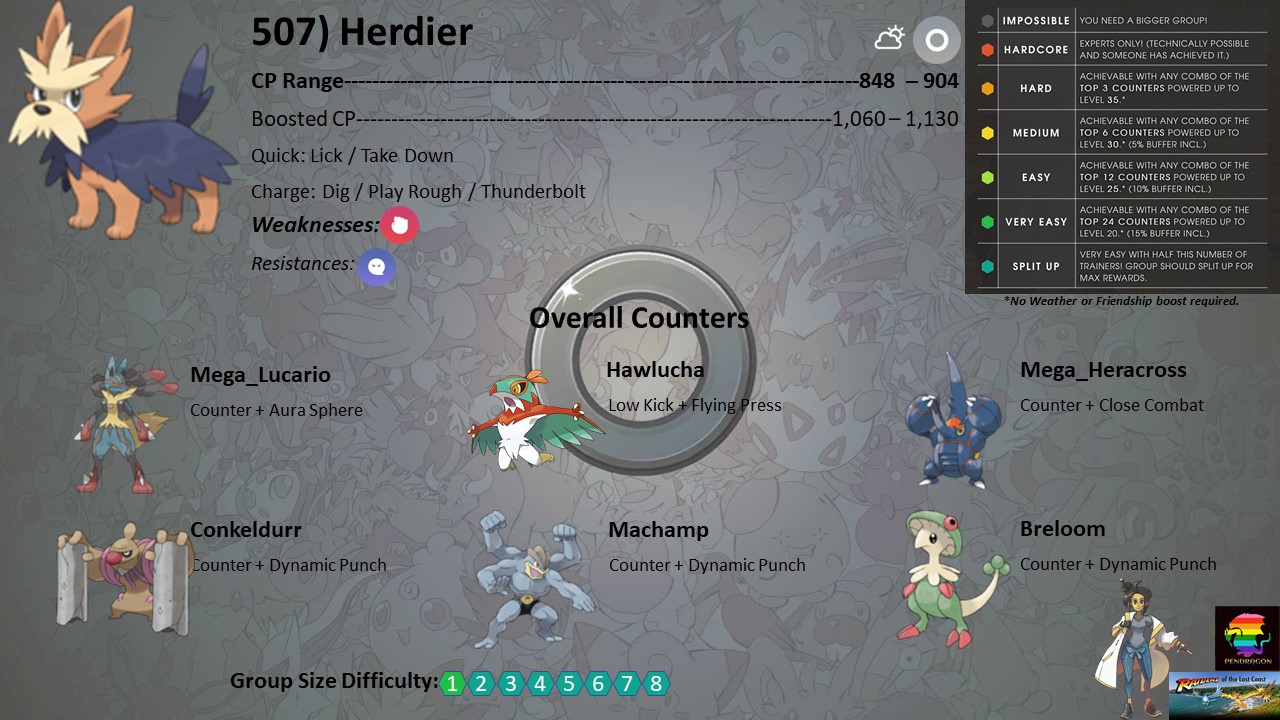 507) Herdier
CP Range---848 – 904
Boosted CP---1,060 – 1,130
Quick: Lick / Take Down
Charge: Dig / Play Rough / Thunderbolt
Weaknesses:
Resistances:
IMPOSSIBLE YOU NEED A BIGGER GROUP!
HARDCORE EXPERTS ONLY! (TECHNICALLY POSSIBLE
AND SOMEONE HAS ACHIEVED IT.)
HARD ACHIEVABLE WITH ANY COMBO OF THE
TOP 3 COUNTERS POWERED UP TO
LEVEL 35.*
MEDIUM ACHIEVABLE WITH ANY COMBO OF THE
TOP 6 COUNTERS POWERED UP TO
LEVEL 30.* (5% BUFFER INCL.)
EASY ACHIEVABLE WITH ANY COMBO OF THE
TOP 12 COUNTERS POWERED UP TO
LEVEL 25.* (10% BUFFER INCL.)
VERY EASY ACHIEVABLE WITH ANY COMBO OF THE
TOP 24 COUNTERS POWERED UP TO
LEVEL 20.* (15% BUFFER INCL.)
SPLIT UP VERY EASY WITH HALF THIS NUMBER OF
TRAINERS! GROUP SHOULD SPLIT UP FOR
MAX REWARDS.
*No Weather or Friendship boost required.
Overall Counters
Mega_Lucario
Counter + Aura Sphere
Hawlucha
Low Kick + Flying Press
Mega_Heracross
Counter + Close Combat
Conkeldurr
Counter + Dynamic Punch
Machamp
Counter + Dynamic Punch
Breloom
Counter + Dynamic Punch
Group Size Difficulty: 1 2 3 4 5 6 7 8
PENDROGON
RAIDERS of the Lost Coast